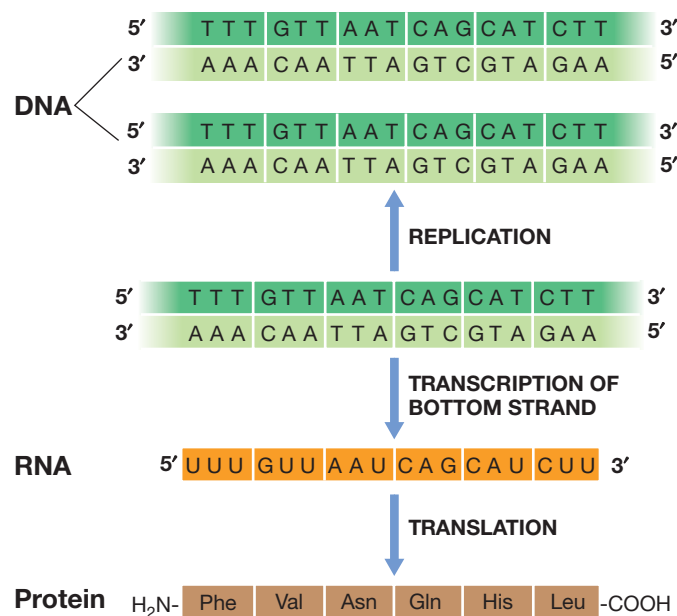 5′ TTT GTT AAT CAG CAT CTT 3′
3′ AAA CAA TTA GTC GTA GAA 5′
DNA
5′ TTT GTT AAT CAG CAT CTT 3′
3′ AAA CAA TTA GTC GTA GAA 5′
REPLICATION
5′ TTT GTT AAT CAG CAT CTT 3′
3′ AAA CAA TTA GTC GTA GAA 5′
TRANSCRIPTION OF
BOTTOM STRAND
RNA 5′ UUU GUU AAU CAG CAU CUU 3′
TRANSLATION
Protein H₂N- Phe Val Asn Gln His Leu -COOH